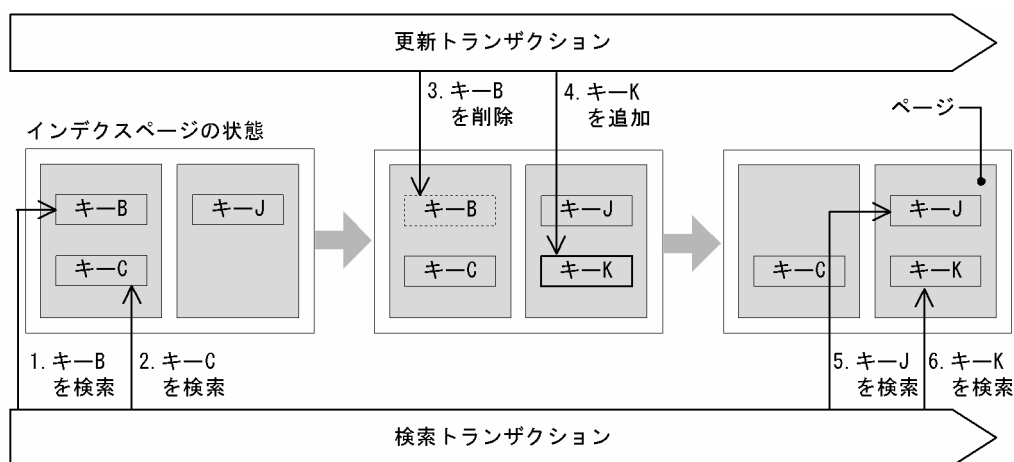 更新トランザクション
3. キーB
を削除
4. キーK
を追加
ページ
インデクスページの状態
キーB
キーJ
キーC
キーB
キーJ
キーC
キーK
キーJ
キーC
キーK
1. キーB
を検索
2. キーC
を検索
5. キーJ
を検索
6. キーK
を検索
検索トランザクション